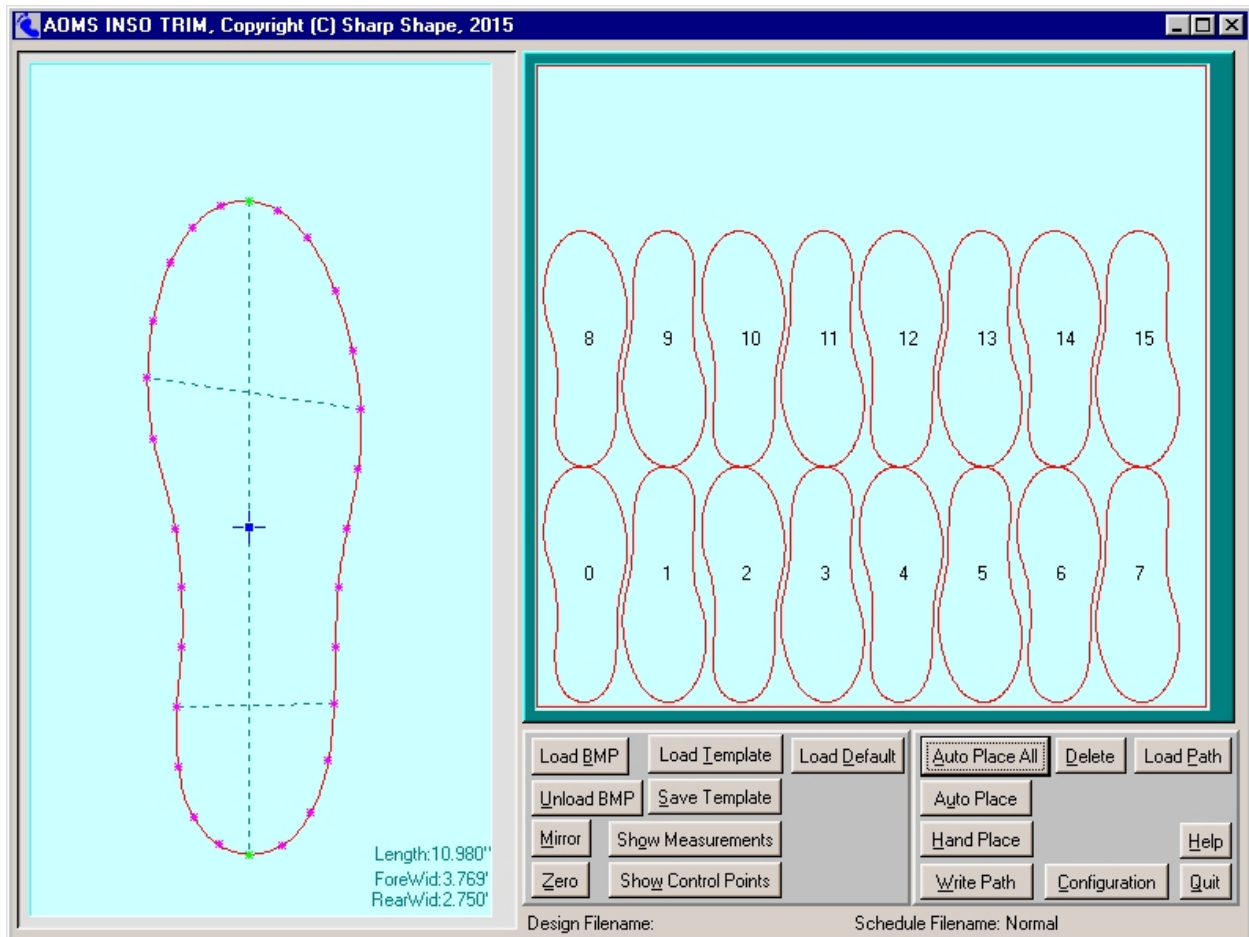 AOMS INSO TRIM, Copyright (C) Sharp Shape, 2015
Length:10.980"
ForeWid:3.769'
RearWid:2.750'
8 9 10 11 12 13 14 15
0 1 2 3 4 5 6 7
Load BMP Load Template Load Default
Unload BMP Save Template
Mirror Show Measurements
Zero Show Control Points
Auto Place All Delete Load Path
Auto Place
Hand Place Help
Write Path Configuration Quit
Design Filename: Schedule Filename: Normal